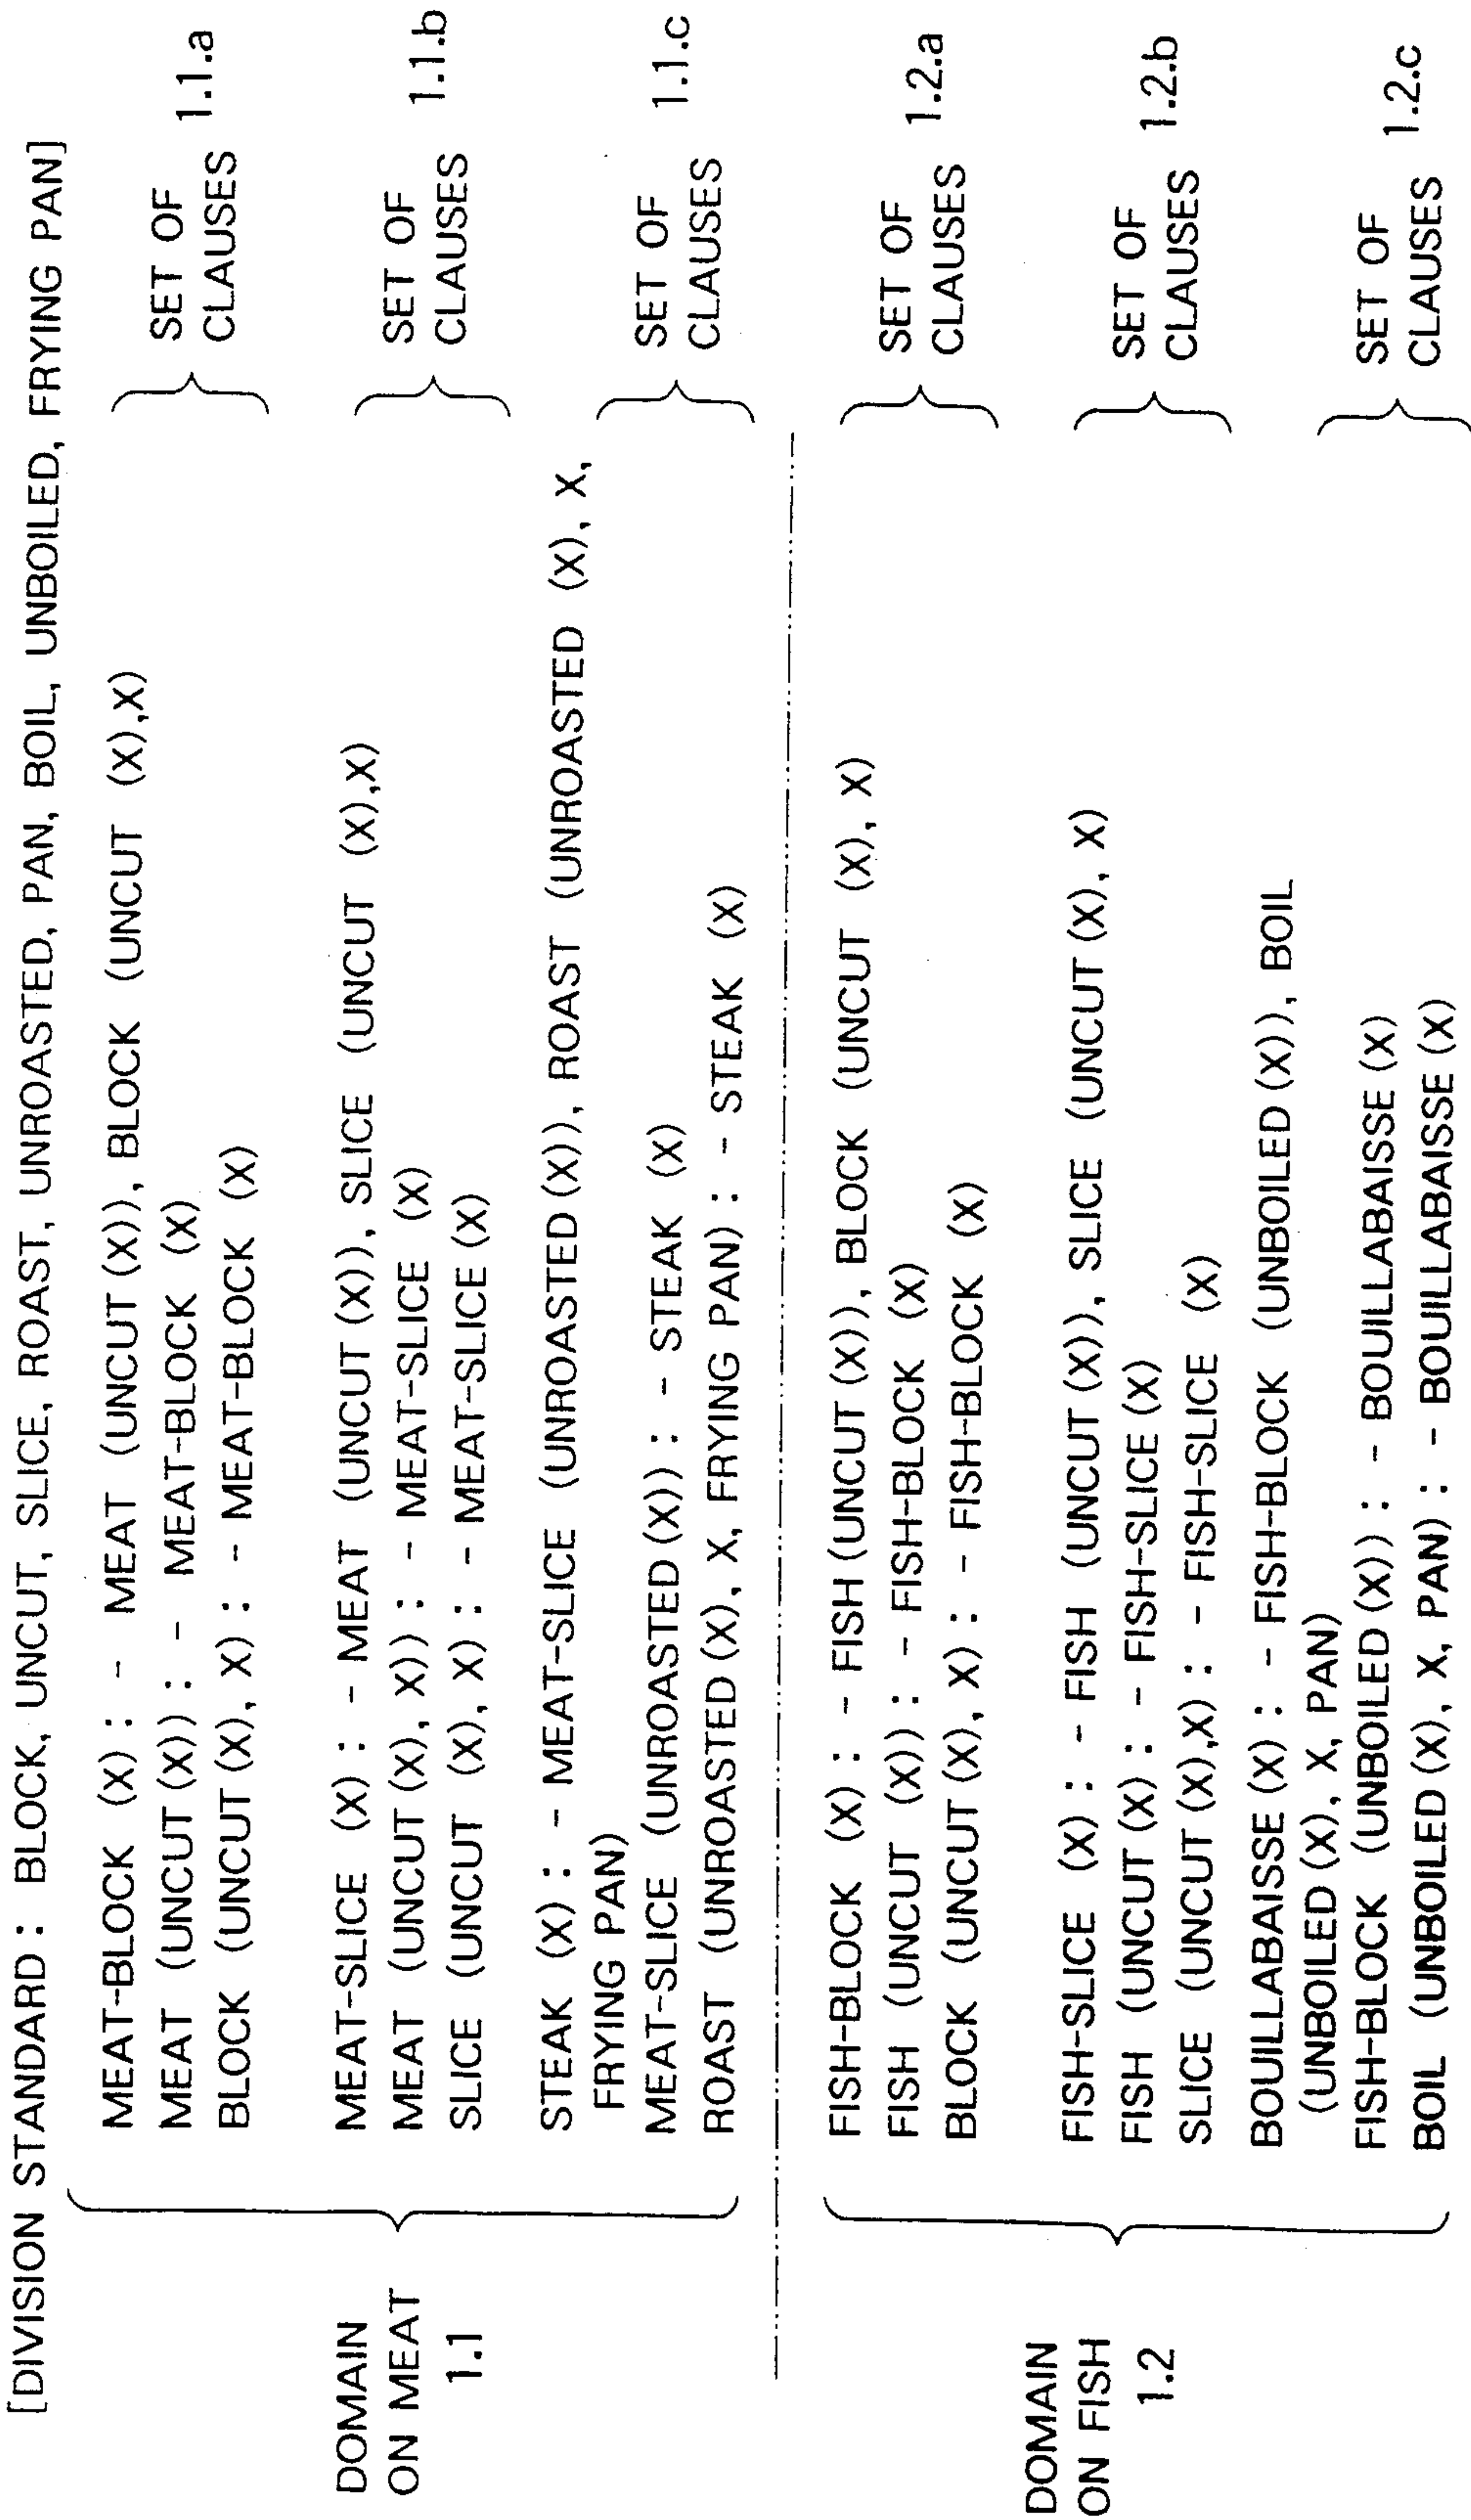 [DIVISION STANDARD : BLOCK, UNCUT, SLICE, ROAST, UNROASTED, PAN, BOIL, UNBOILED, FRYING PAN]
DOMAIN
ON MEAT
1.1
MEAT-BLOCK (X) : - MEAT (UNCUT (X)), BLOCK (UNCUT (X),X)
MEAT (UNCUT (X)) : - MEAT-BLOCK (X)
BLOCK (UNCUT (X), X) : - MEAT-BLOCK (X)
SET OF
CLAUSES 1.1.a
MEAT-SLICE (X) : - MEAT (UNCUT (X)), SLICE (UNCUT (X),X)
MEAT (UNCUT (X), X)) : - MEAT-SLICE (X)
SLICE (UNCUT (X), X) : - MEAT-SLICE (X)
SET OF
CLAUSES 1.1.b
STEAK (X) : - MEAT-SLICE (UNROASTED (X)), ROAST (UNROASTED (X), X,
FRYING PAN)
MEAT-SLICE (UNROASTED (X)) : - STEAK (X)
ROAST (UNROASTED (X), X, FRYING PAN) : - STEAK (X)
SET OF
CLAUSES 1.1.c
DOMAIN
ON FISH
1.2
FISH-BLOCK (X) : - FISH (UNCUT (X)), BLOCK (UNCUT (X), X)
FISH (UNCUT (X)) : - FISH-BLOCK (X)
BLOCK (UNCUT (X), X) : - FISH-BLOCK (X)
SET OF
CLAUSES 1.2.a
FISH-SLICE (X) : - FISH (UNCUT (X)), SLICE (UNCUT (X), X)
FISH (UNCUT (X) : - FISH-SLICE (X)
SLICE (UNCUT (X),X) : - FISH-SLICE (X)
SET OF
CLAUSES 1.2.b
BOUILLABAISSE (X) : - FISH-BLOCK (UNBOILED (X)), BOIL
(UNBOILED (X), X, PAN)
FISH-BLOCK (UNBOILED (X)) : - BOUILLABAISSE (X)
BOIL (UNBOILED (X), X, PAN) : - BOUILLABAISSE (X)
SET OF
CLAUSES 1.2.c